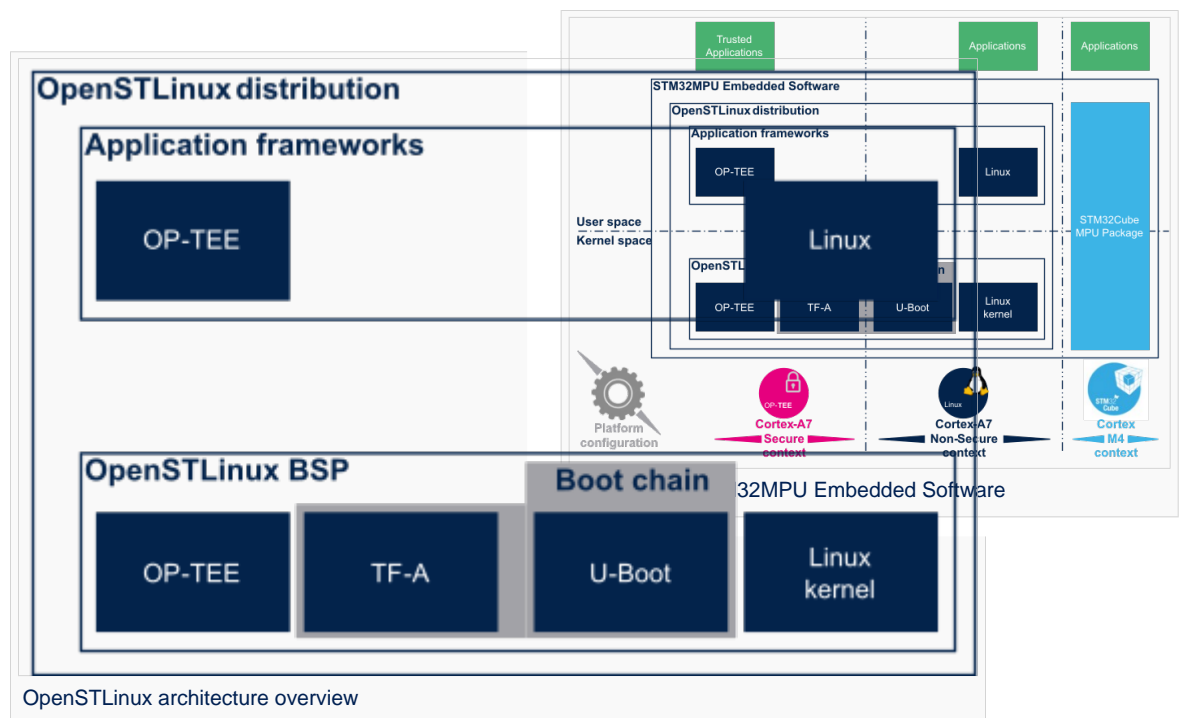 OpenSTLinux distribution
Application frameworks
OP-TEE
Linux
OpenSTLinux BSP
Boot chain
OP-TEE
TF-A
U-Boot
Linux
kernel
OpenSTLinux architecture overview
Trusted
Applications
Applications
Applications
STM32MPU Embedded Software
OpenSTLinux distribution
Application frameworks
OP-TEE
Linux
User space
Kernel space
STM32Cube
MPU Package
OpenSTL
n
OP-TEE
TF-A
U-Boot
Linux
kernel
OP-TEE
Linux
STM32
Cube
Platform
configuration
Cortex-A7
Secure
context
Cortex-A7
Non-Secure
context
Cortex
M4
context
32MPU Embedded Software